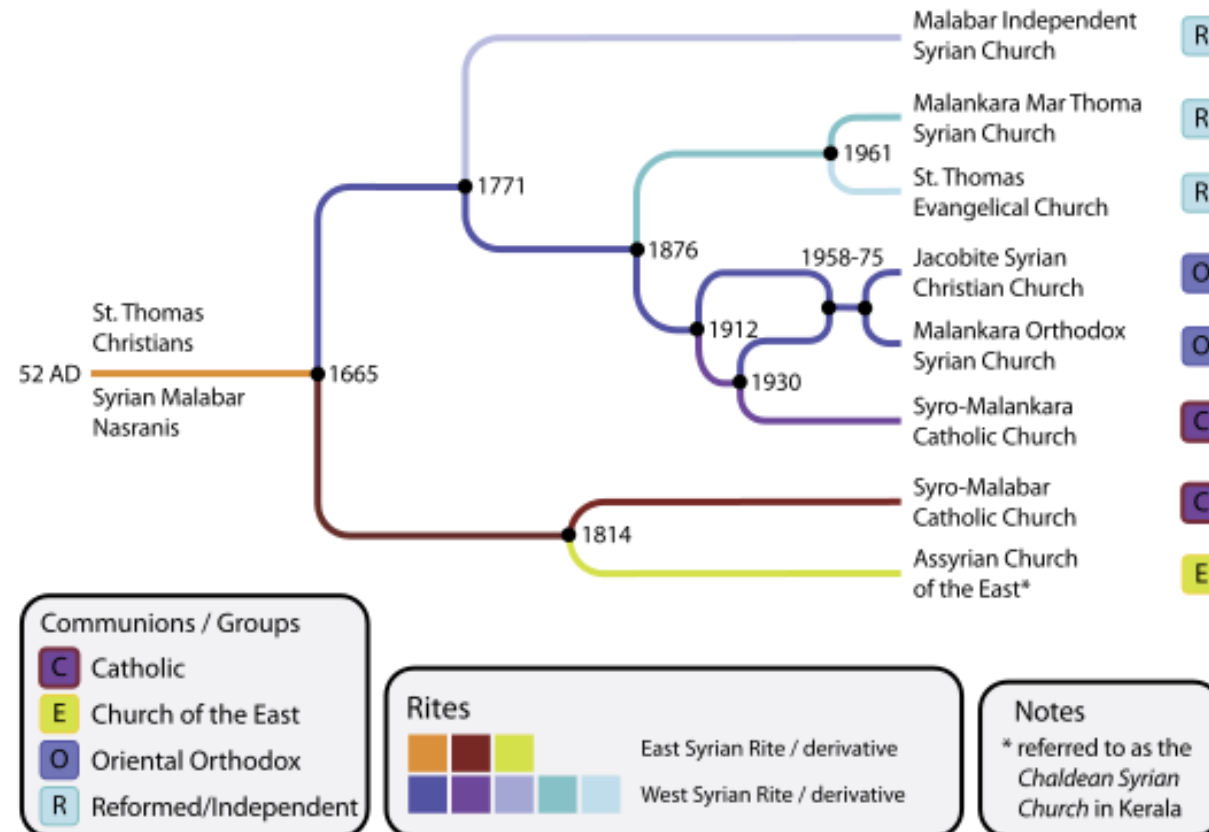 Malabar Independent
Syrian Church
R
Malankara Mar Thoma
Syrian Church
R
1961
St. Thomas
Evangelical Church
R
1771
1876
1958-75
Jacobite Syrian
Christian Church
O
Malankara Orthodox
Syrian Church
O
1912
1930
Syro-Malankara
Catholic Church
C
St. Thomas
Christians
52 AD
1665
Syrian Malabar
Nasranis
Syro-Malabar
Catholic Church
C
1814
Assyrian Church
of the East*
E
Communions / Groups
C Catholic
E Church of the East
O Oriental Orthodox
R Reformed/Independent
Rites
East Syrian Rite / derivative
West Syrian Rite / derivative
Notes
* referred to as the
Chaldean Syrian
Church in Kerala